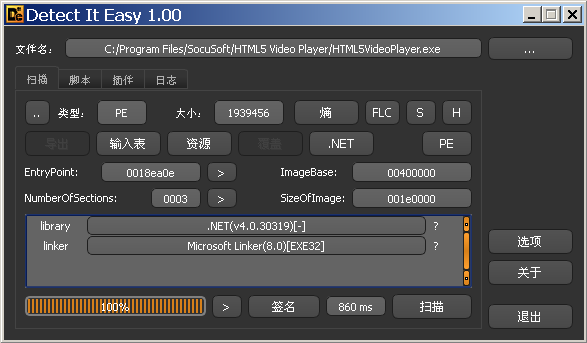 Detect It Easy 1.00
文件名: C:/Program Files/SocuSoft/HTML5 Video Player/HTML5VideoPlayer.exe ...
扫描 脚本 插件 日志
.. 类型: PE 大小: 1939456 熵 FLC S H
导出 输入表 资源 覆盖 .NET PE
EntryPoint: 0018ea0e > ImageBase: 00400000
NumberOfSections: 0003 > SizeOfImage: 001e0000
library .NET(v4.0.30319)[-] ?
linker Microsoft Linker(8.0)[EXE32] ?
选项
关于
100% > 签名 860 ms 扫描
退出